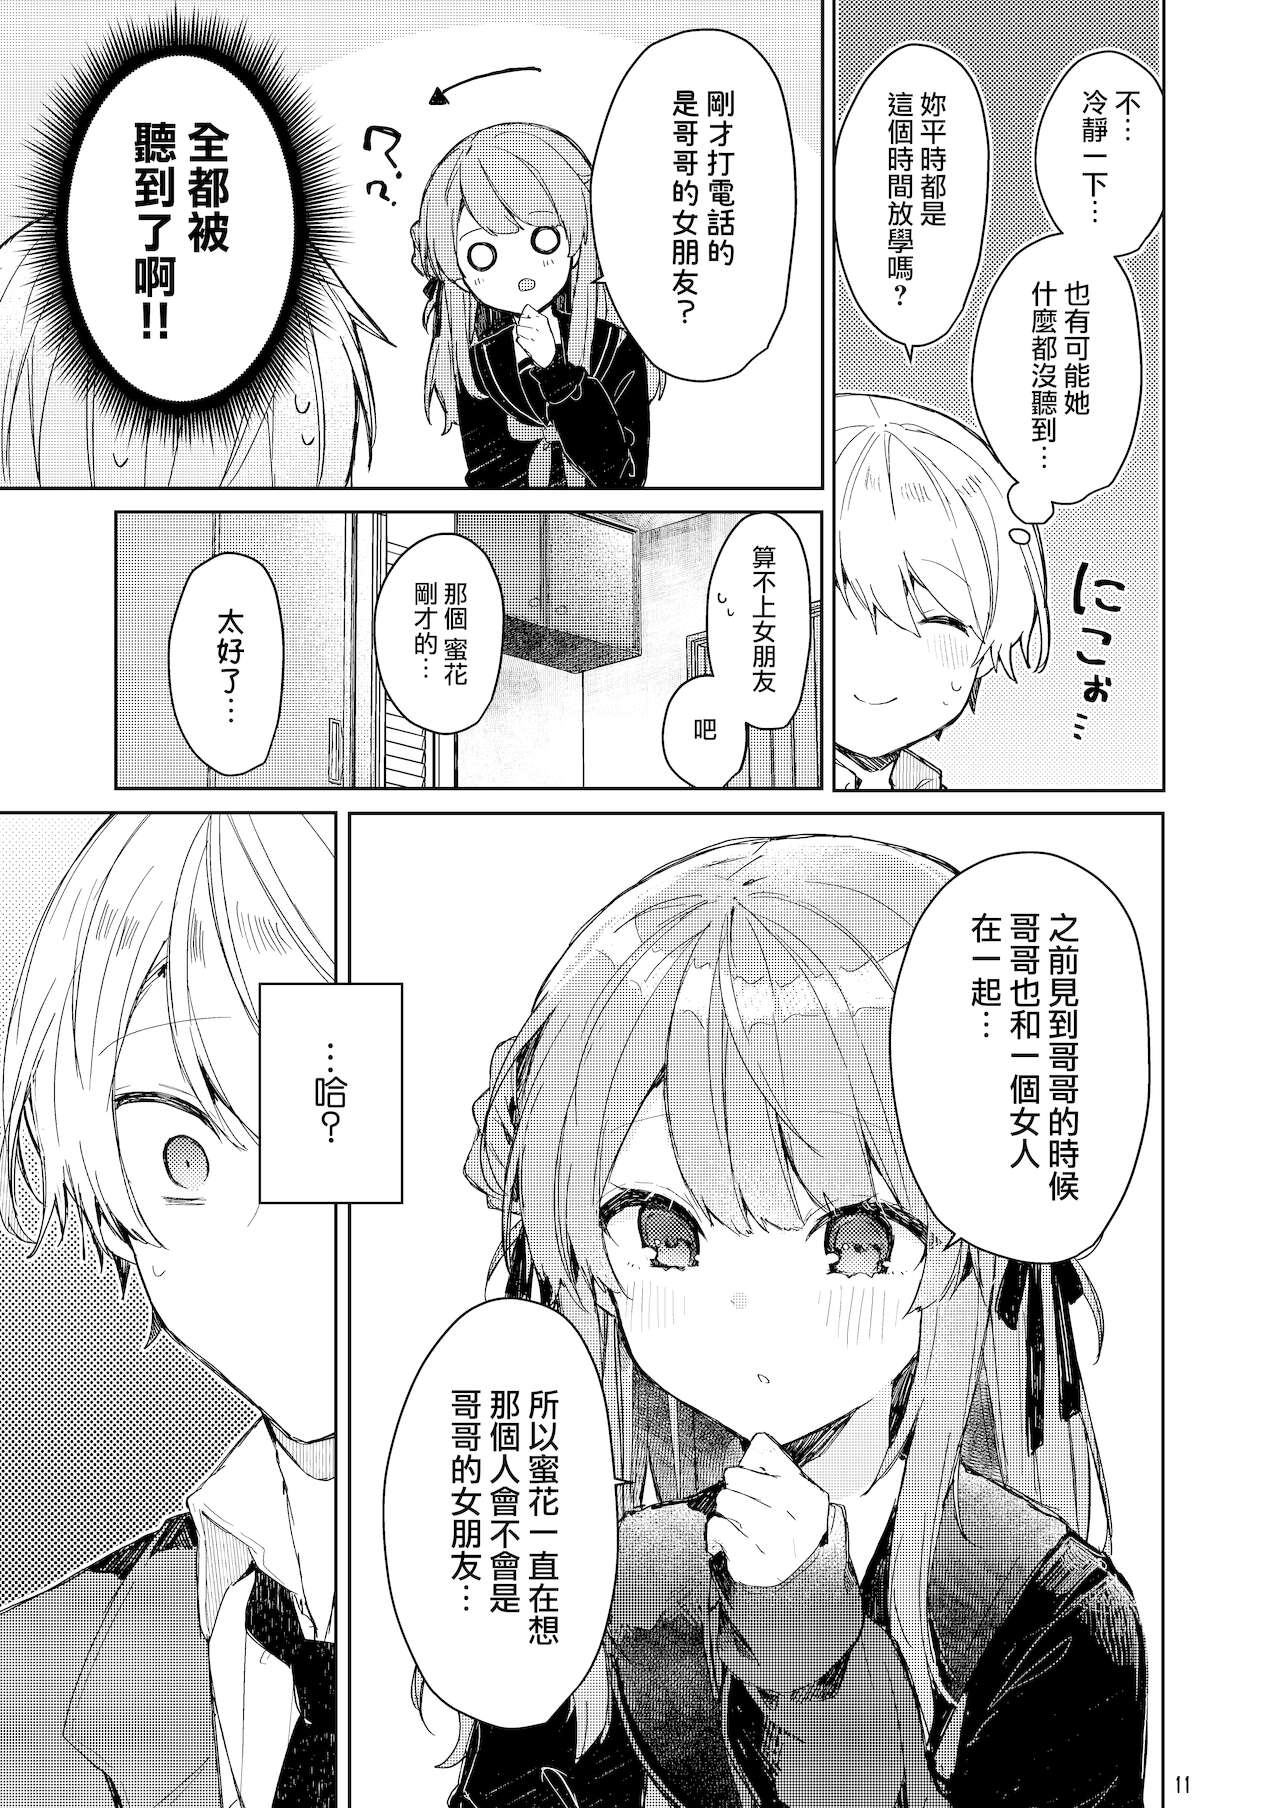 不…
冷靜一下…
也有可能她
什麼都沒聽到…
妳平時都是
這個時間放學嗎?
にこぉ…
剛才打電話的
是哥哥的女朋友?
?
全都被
聽到了啊!!
算不上女朋友
吧
那個 蜜花
剛才的…
太好了…
之前見到哥哥的時候
哥哥也和一個女人
在一起…
所以蜜花一直在想
那個人會不會是
哥哥的女朋友…
…哈?
11